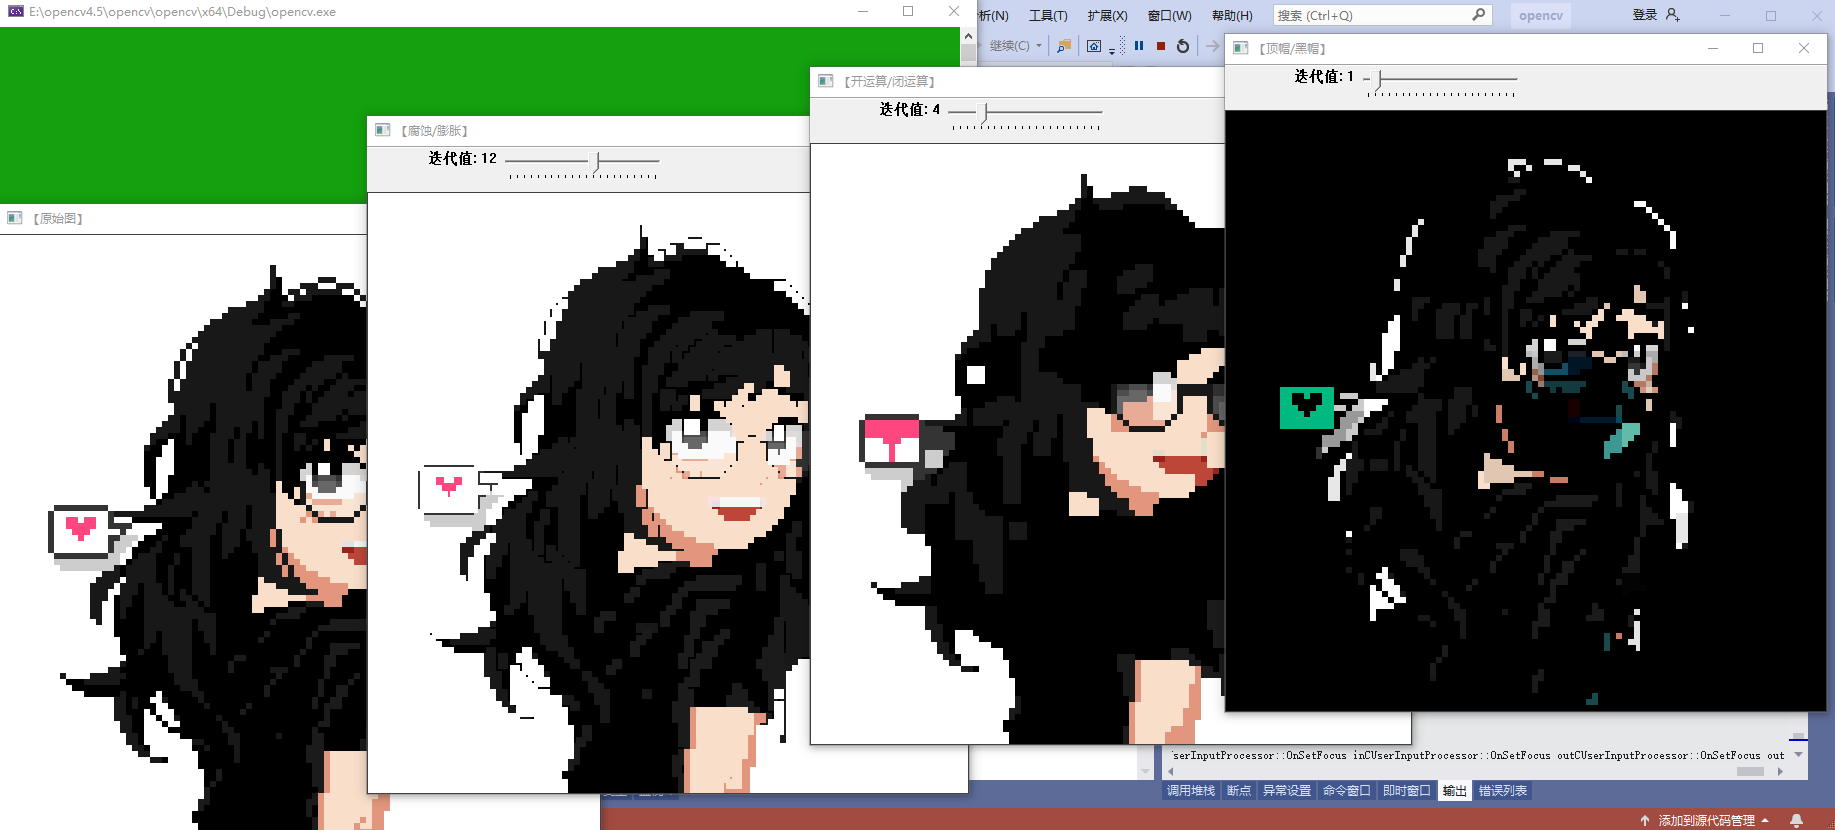 E:\opencv4.5\opencv\opencv\x64\Debug\opencv.exe
析(N) 工具(T) 扩展(X) 窗口(W) 帮助(H) 搜索 (Ctrl+Q) opencv 登录
继续(C)
【顶帽/黑帽】
迭代值: 1
【开运算/闭运算】
迭代值: 4
【腐蚀/膨胀】
迭代值: 12
【原始图】
serInputProcessor::OnSetFocus inCUserInputProcessor::OnSetFocus outCUserInputProcessor::OnSetFocus out
调用堆栈 断点 异常设置 命令窗口 即时窗口 输出 错误列表
添加到源代码管理